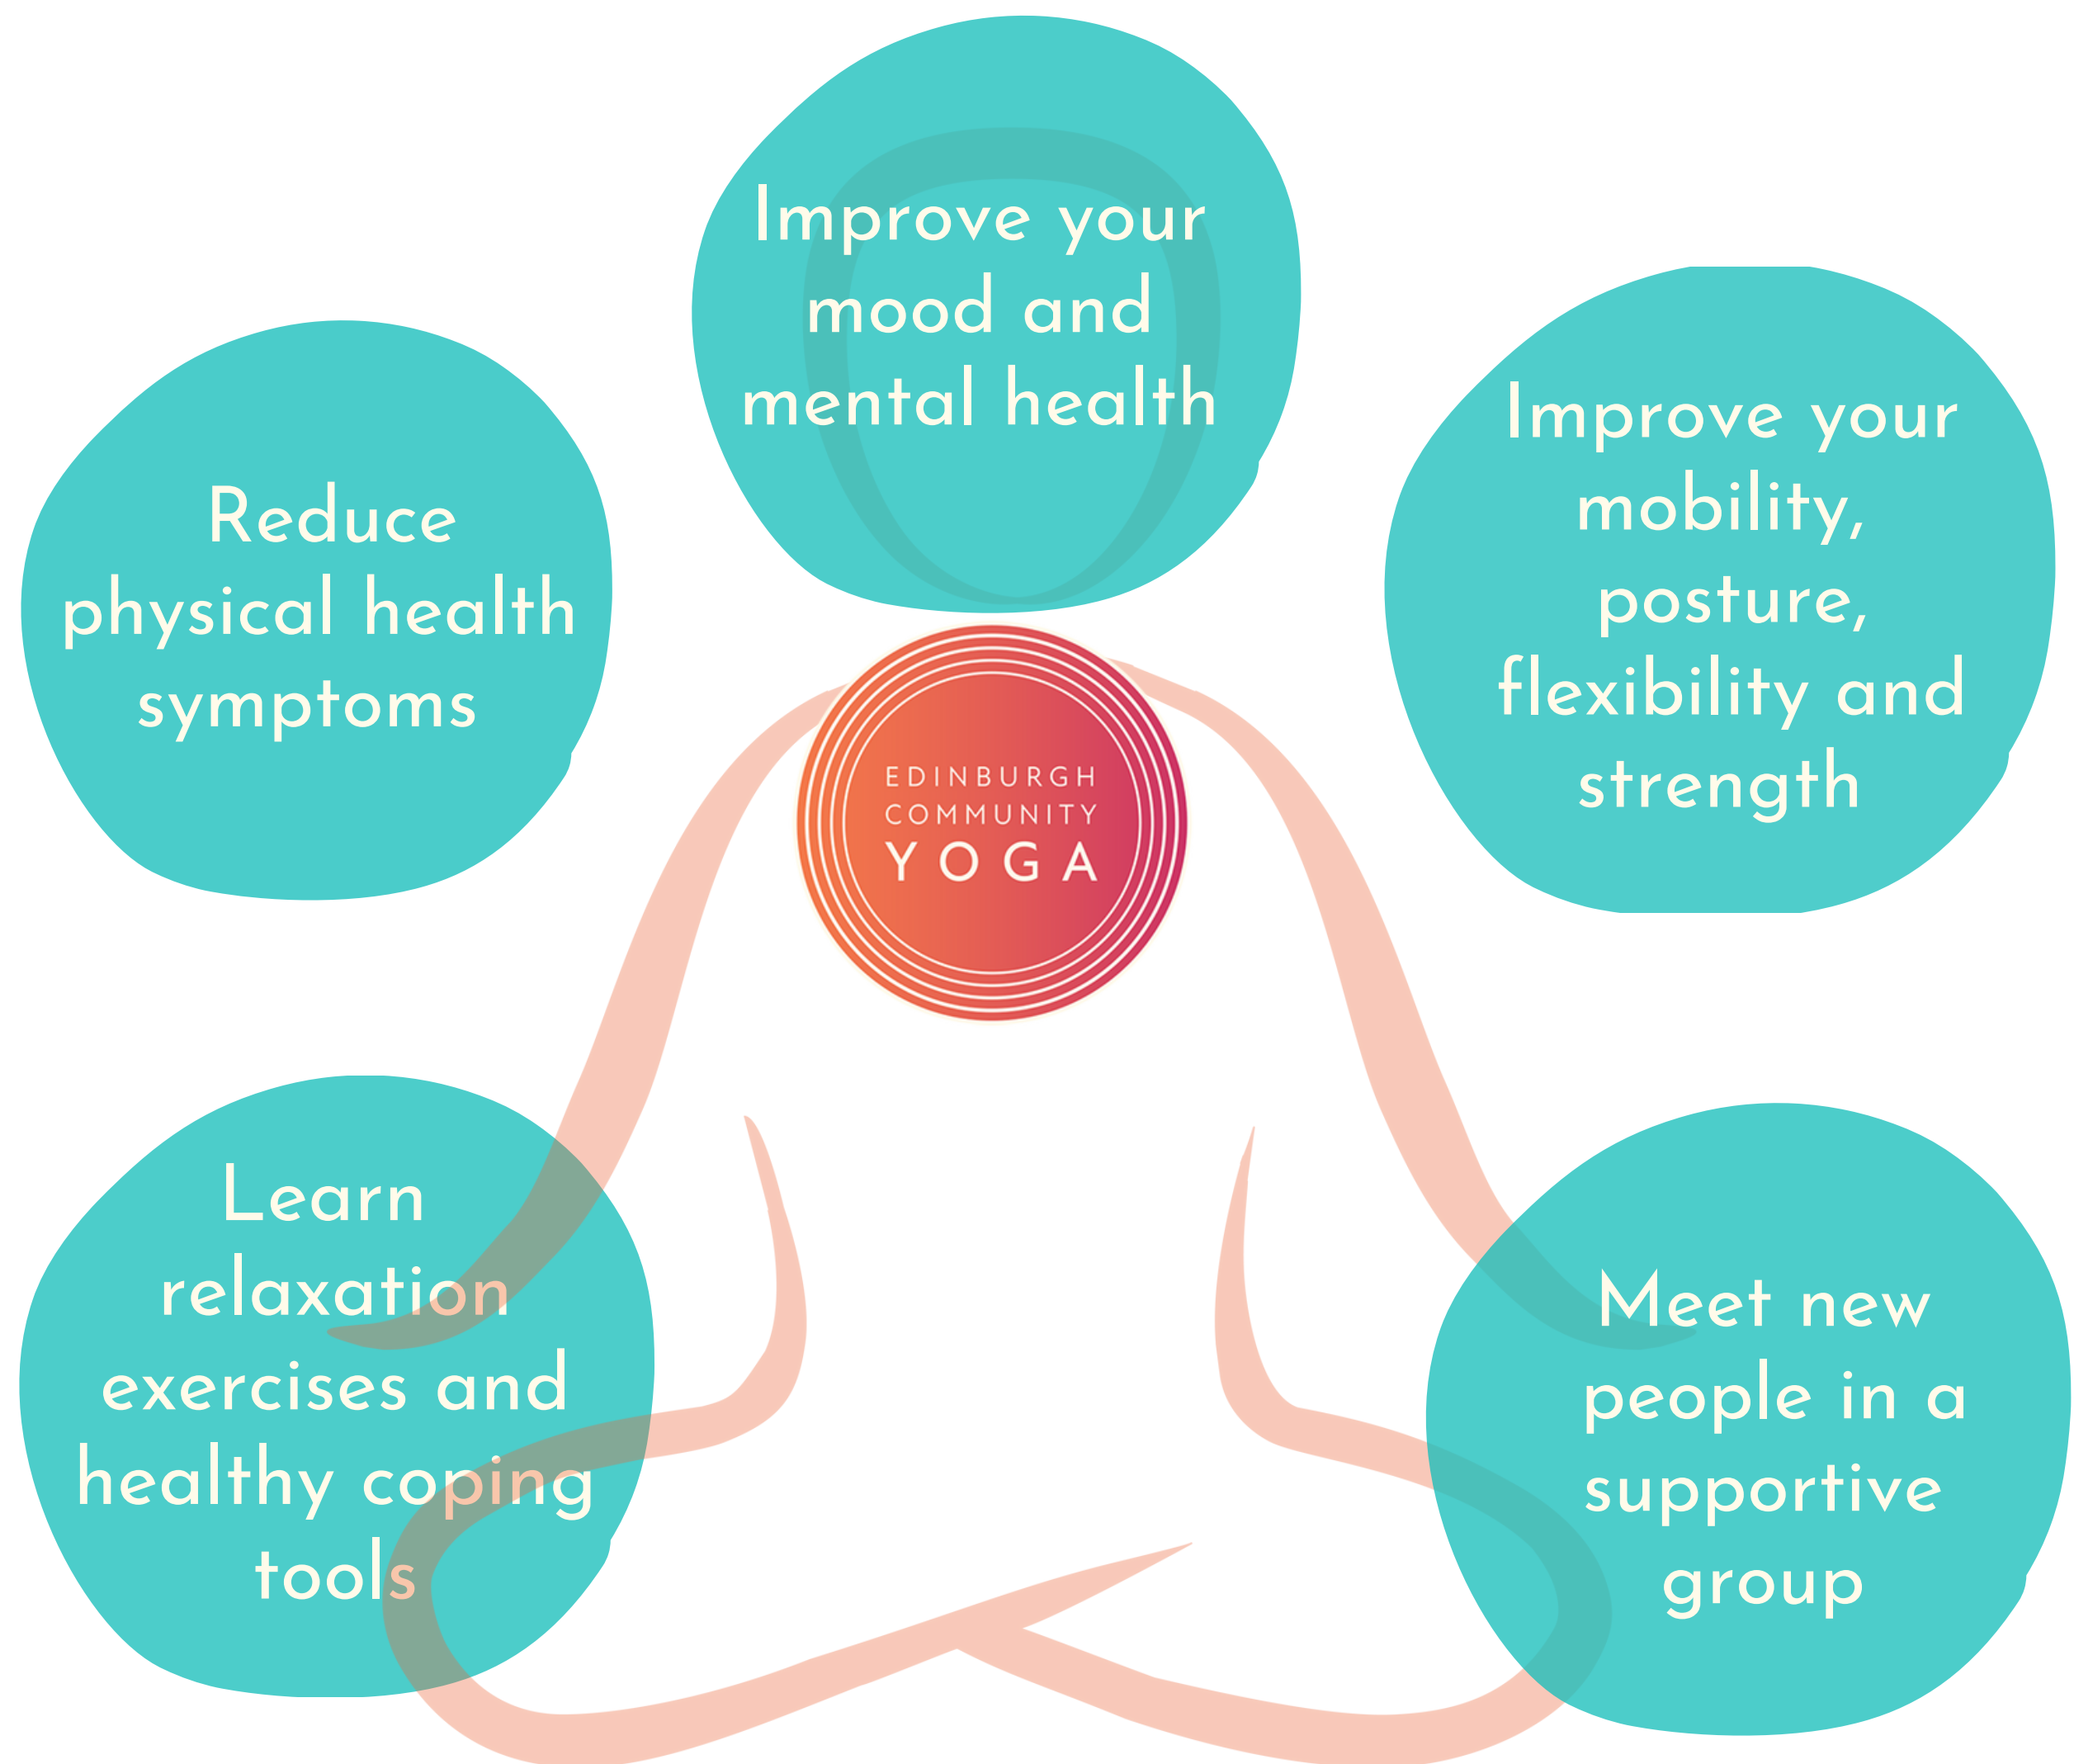 Improve your
mood and
mental health
Reduce
physical health
symptoms
Improve your
mobility,
posture,
flexibility and
strength
EDINBURGH
COMMUNITY
YOGA
Learn
relaxation
exercises and
healthy coping
tools
Meet new
people in a
supportive
group